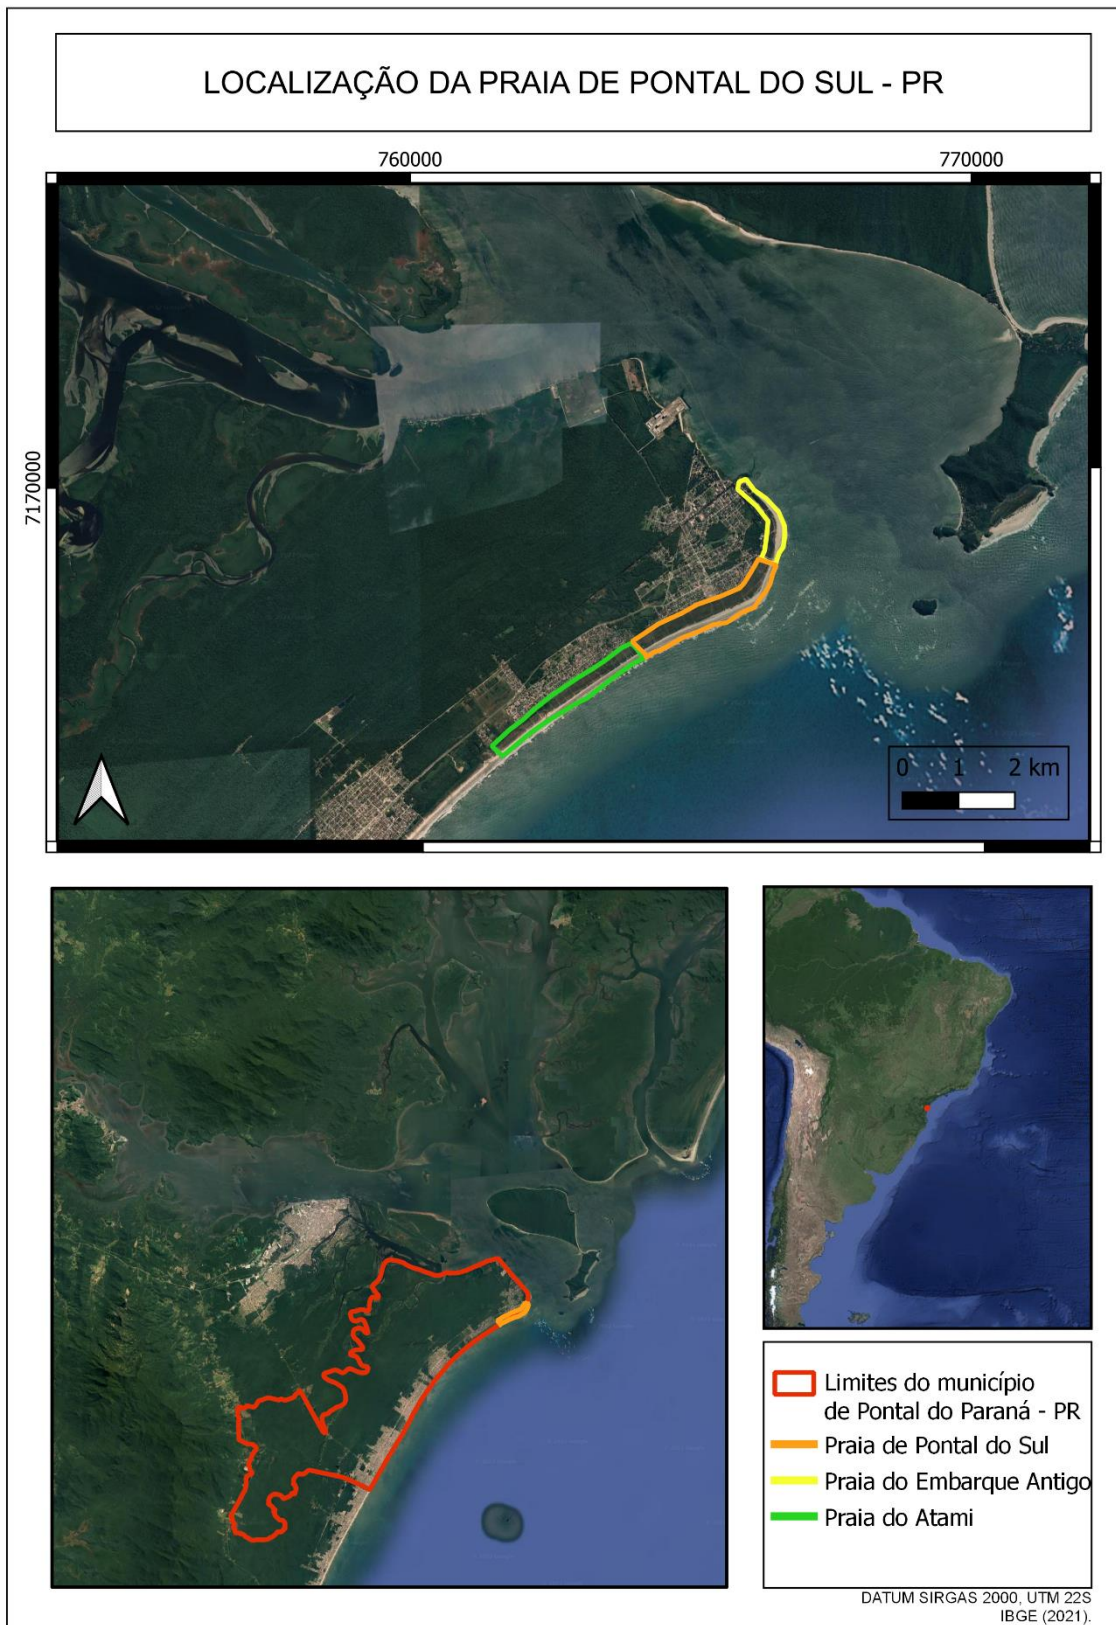 LOCALIZAÇÃO DA PRAIA DE PONTAL DO SUL - PR
760000
770000
7170000
0 1 2 km
Limites do município
de Pontal do Paraná - PR
Praia de Pontal do Sul
Praia do Embarque Antigo
Praia do Atami
DATUM SIRGAS 2000, UTM 22S
IBGE (2021).